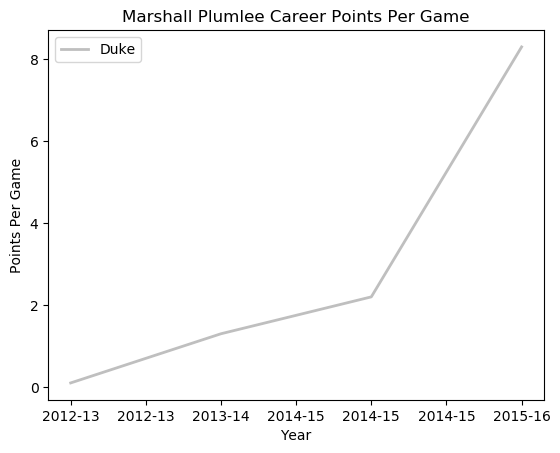 Marshall Plumlee Career Points Per Game
Duke
Points Per Game
8
6
4
2
0
2012-13 2012-13 2013-14 2014-15 2014-15 2014-15 2015-16
Year